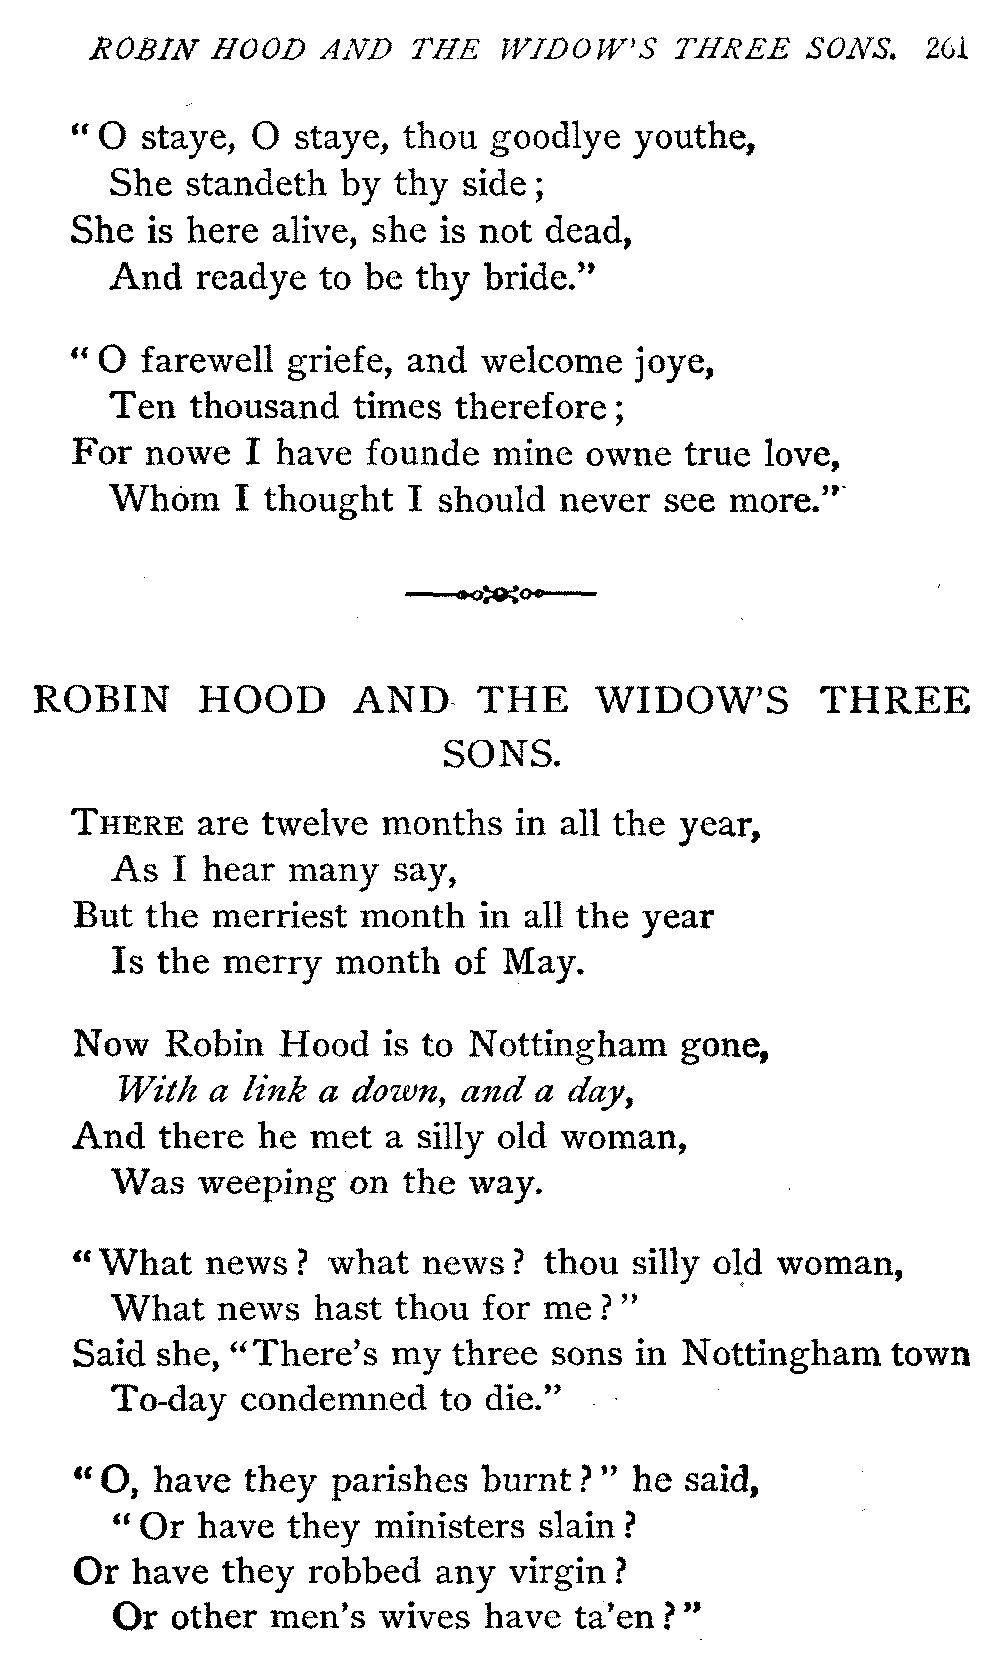 ROBIN HOOD AND THE WIDOW'S THREE SONS. 261
"O staye, O staye, thou goodlye youthe,
She standeth by thy side;
She is here alive, she is not dead,
And readye to be thy bride."
"O farewell griefe, and welcome joye,
Ten thousand times therefore;
For nowe I have founde mine owne true love,
Whom I thought I should never see more."
ROBIN HOOD AND THE WIDOW'S THREE
SONS.
THERE are twelve months in all the year,
As I hear many say,
But the merriest month in all the year
Is the merry month of May.
Now Robin Hood is to Nottingham gone,
With a link a down, and a day,
And there he met a silly old woman,
Was weeping on the way.
"What news? what news? thou silly old woman,
What news hast thou for me?"
Said she, "There's my three sons in Nottingham town
To-day condemned to die."
"O, have they parishes burnt?" he said,
"Or have they ministers slain?
Or have they robbed any virgin?
Or other men's wives have ta'en?"